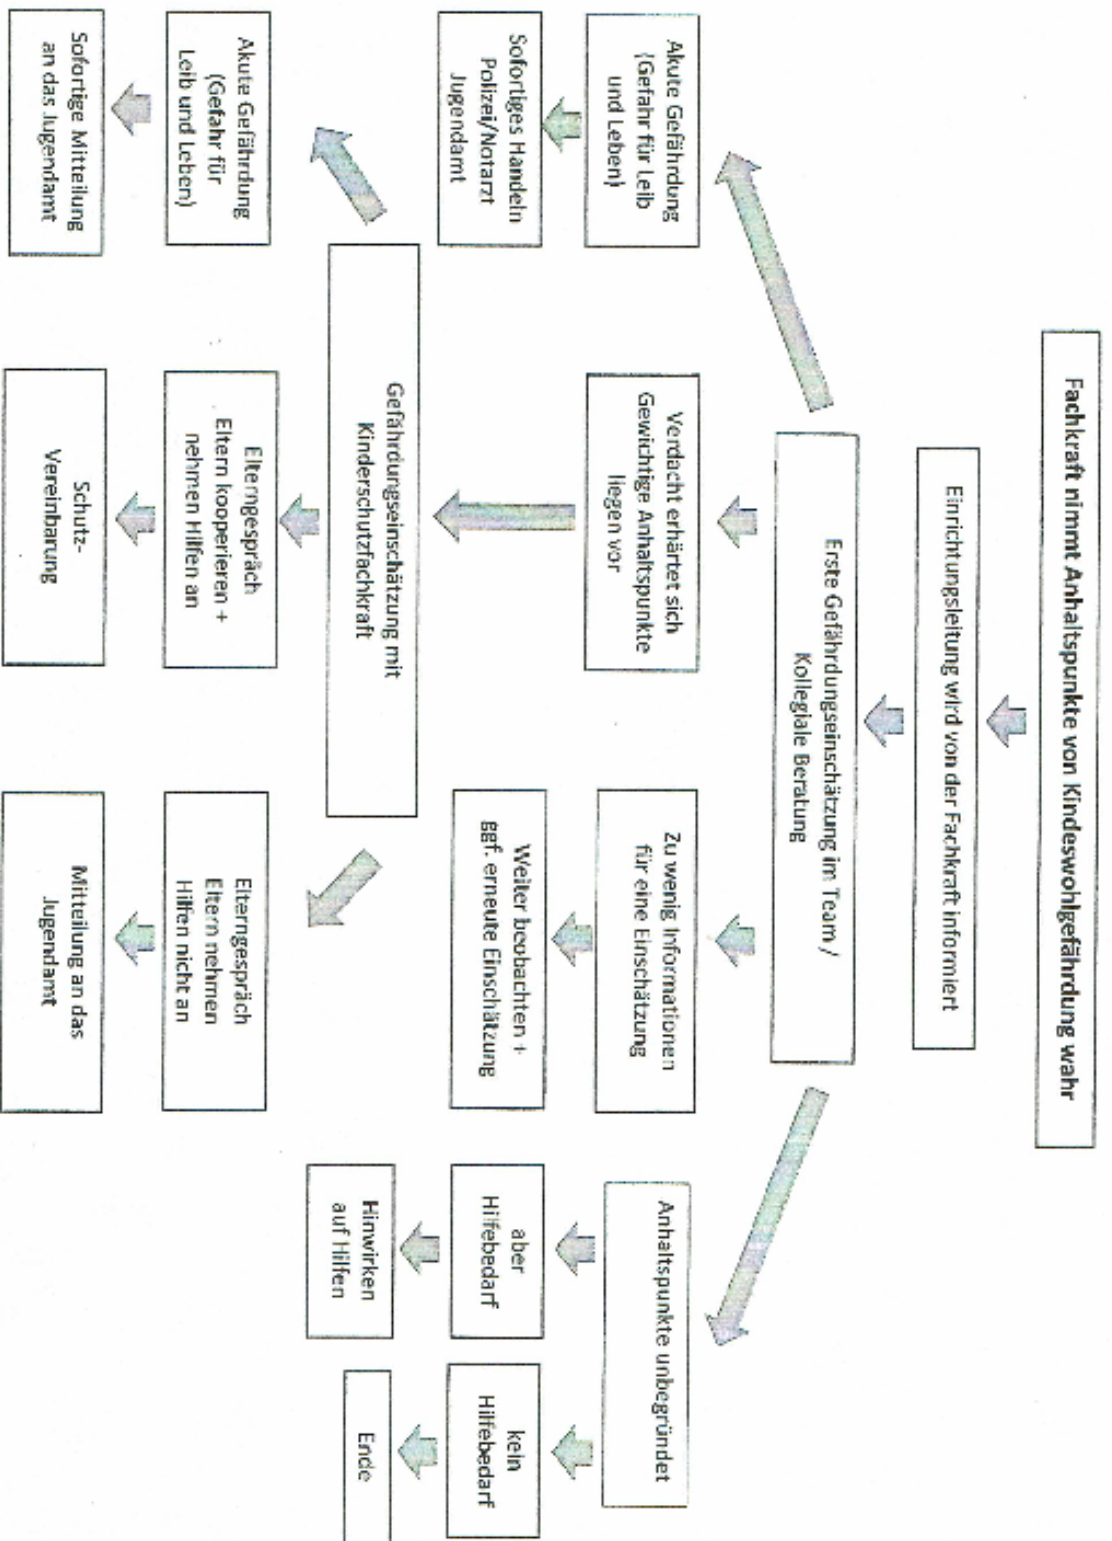 Fachkraft nimmt Anhaltspunkte von Kindeswohlgefährdung wahr
Einrichtungsleitung wird von der Fachkraft informiert
Erste Gefährdungseinschätzung im Team /
Kollegiale Beratung
Akute Gefährdung
(Gefahr für Leib
und Leben)
Sofortiges Handeln
Polizei/Notarzt
Jugendamt
Verdacht erhärtet sich
Gewichtige Anhaltspunkte
liegen vor
Zu wenig Informationen
für eine Einschätzung
Weiter beobachten +
ggf. erneute Einschätzung
Anhaltspunkte unbegründet
aber
Hilfebedarf
kein
Hilfebedarf
Hinwirken
auf Hilfen
Ende
Gefährdungseinschätzung mit
Kinderschutzfachkraft
Akute Gefährdung
(Gefahr für
Leib und Leben)
Sofortige Mitteilung
an das Jugendamt
Elterngespräch
Eltern kooperieren +
nehmen Hilfen an
Schutz-
Vereinbarung
Elterngespräch
Eltern nehmen
Hilfen nicht an
Mitteilung an das
Jugendamt